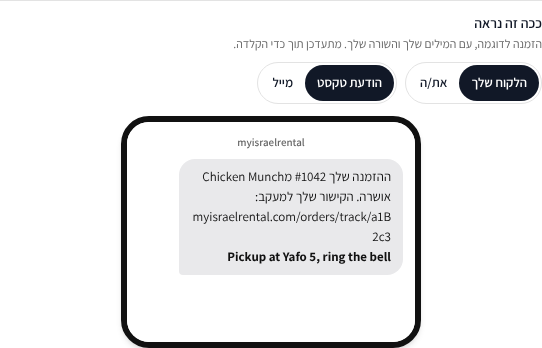 ככה זה נראה
הזמנה לדוגמה, עם המילים שלך והשורה שלך. מתעדכן תוך כדי הקלדה.
הלקוח שלך את/ה הודעת טקסט מייל
myisraelrental
ההזמנה שלך #1042 מChicken Munch
אושרה. הקישור שלך למעקב:
myisraelrental.com/orders/track/a1B
2c3
Pickup at Yafo 5, ring the bell